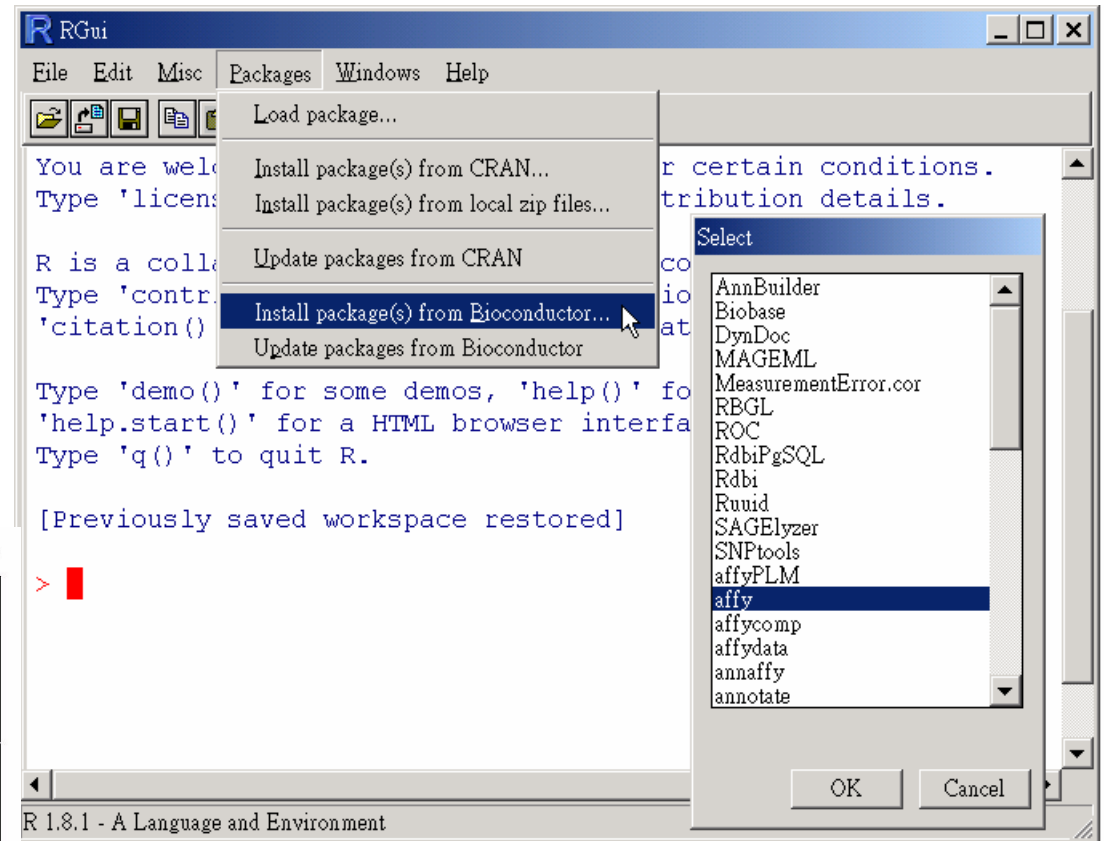 RGui
File Edit Misc Packages Windows Help
Load package...
Install package(s) from CRAN...
Install package(s) from local zip files...
Update packages from CRAN
Install package(s) from Bioconductor...
Update packages from Bioconductor
You are welc r certain conditions.
Type 'licens tribution details.
R is a colla co
Type 'contr io
'citation() at
Type 'demo()' for some demos, 'help()' fo
'help.start()' for a HTML browser interfa
Type 'q()' to quit R.
[Previously saved workspace restored]
>
Select
AnnBuilder
Biobase
DynDoc
MAGEML
MeasurementError.cor
RBGL
ROC
RdbiPgSQL
Rdbi
Ruuid
SAGElyzer
SNPtools
affyPLM
affy
affycomp
affydata
annaffy
annotate
OK Cancel
R 1.8.1 - A Language and Environment